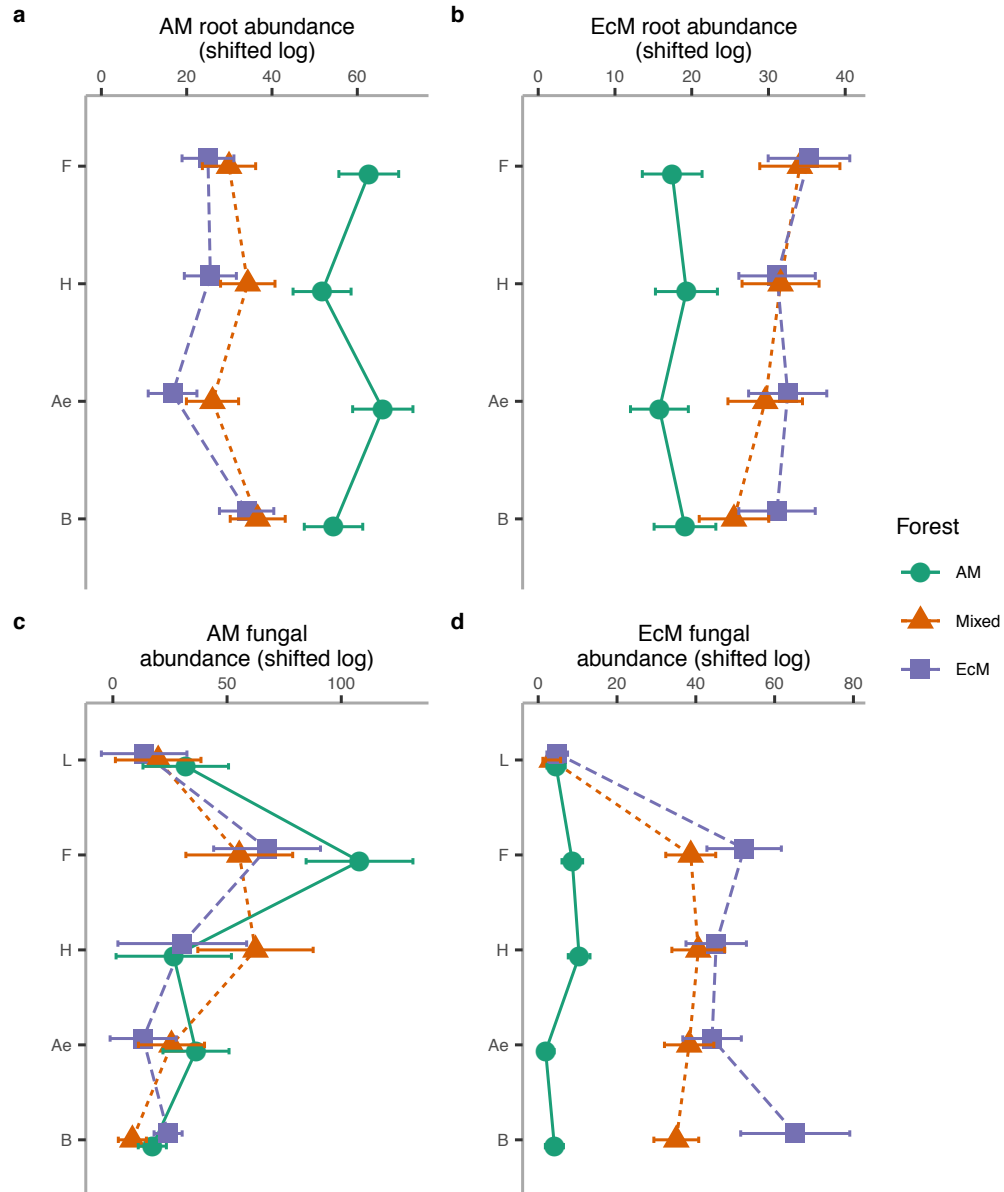 a
AM root abundance
(shifted log)
0 20 40 60
F
H
Ae
B
b
EcM root abundance
(shifted log)
0 10 20 30 40
F
H
Ae
B
Forest
AM
Mixed
EcM
c
AM fungal
abundance (shifted log)
0 50 100
L
F
H
Ae
B
d
EcM fungal
abundance (shifted log)
0 20 40 60 80
L
F
H
Ae
B